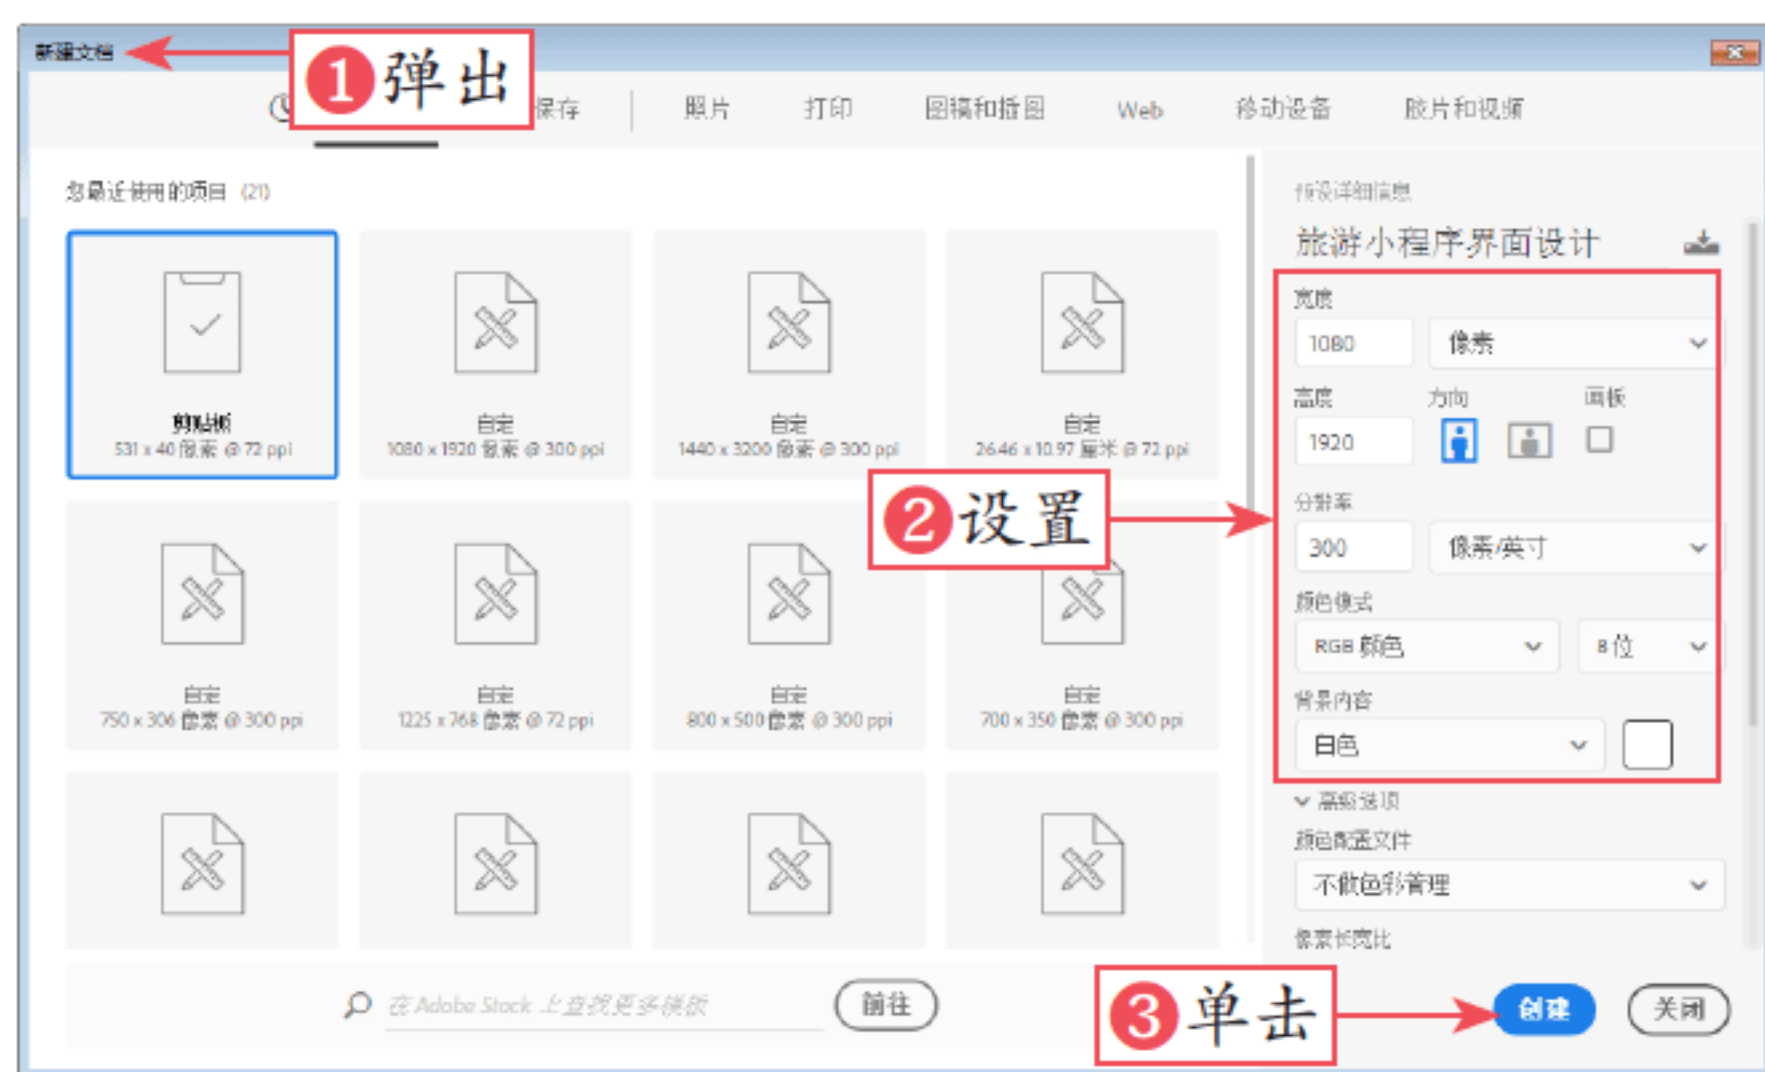 新建文档
❶弹出
保存
照片
打印
图稿和插图
Web
移动设备
胶片和视频
您最近使用的项目 (21)
剪贴板
531 x 40 像素 @ 72 ppi
自定
1080 x 1920 像素 @ 300 ppi
自定
1440 x 3200 像素 @ 300 ppi
自定
26.46 x 10.97 厘米 @ 72 ppi
自定
750 x 306 像素 @ 300 ppi
自定
1225 x 768 像素 @ 72 ppi
自定
800 x 500 像素 @ 300 ppi
自定
700 x 350 像素 @ 300 ppi
在 Adobe Stock 上查找更多模板
前往
预设详细信息
旅游小程序界面设计
❷设置
宽度
1080 像素
高度 方向 画板
1920
分辨率
300 像素/英寸
颜色模式
RGB 颜色 8 位
背景内容
白色
高级选项
颜色配置文件
不做色彩管理
像素长宽比
❸单击
创建
关闭